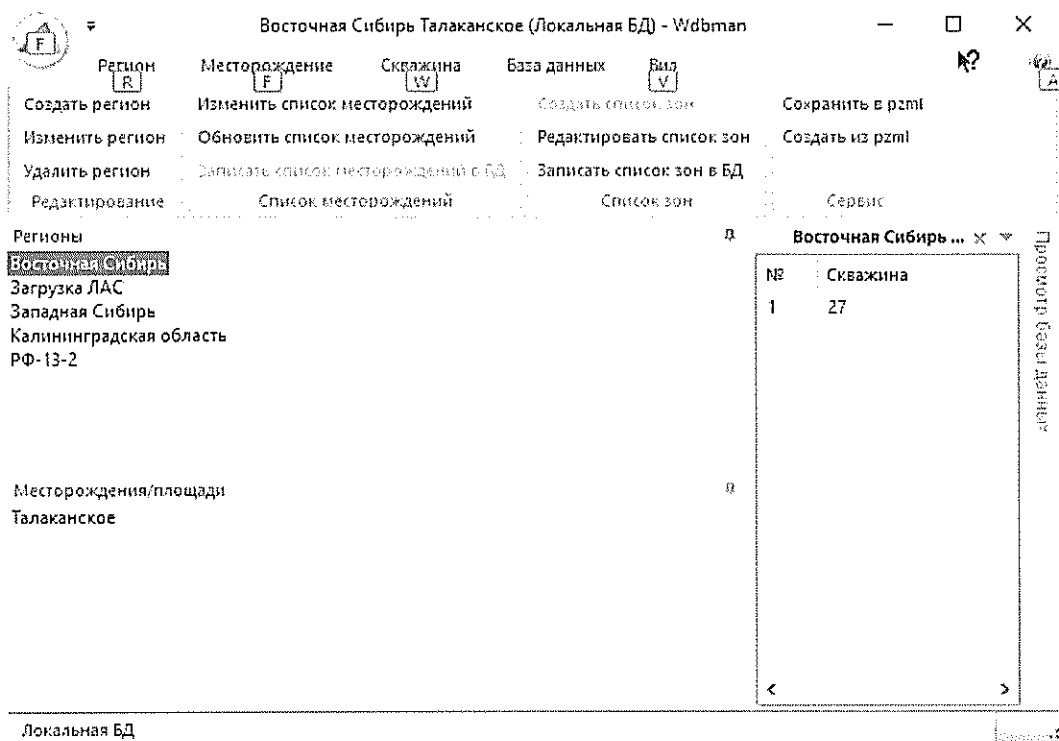 Восточная Сибирь Талаканское (Локальная БД) - Wdbman
F
Регион Месторождение Скважина База данных Вид
R F W V A
Создать регион Изменить список месторождений Создать список зон Сохранить в pzml
Изменить регион Обновить список месторождений Редактировать список зон Создать из pzml
Удалить регион Записать список месторождений в БД Записать список зон в БД
Редактирование Список месторождений Список зон Сервис
Регионы
Восточная Сибирь
Загрузка ЛАС
Западная Сибирь
Калининградская область
РФ-13-2
Месторождения/площади
Талаканское
Восточная Сибирь ...
№ Скважина
1 27
Просмотр базы данных
Локальная БД